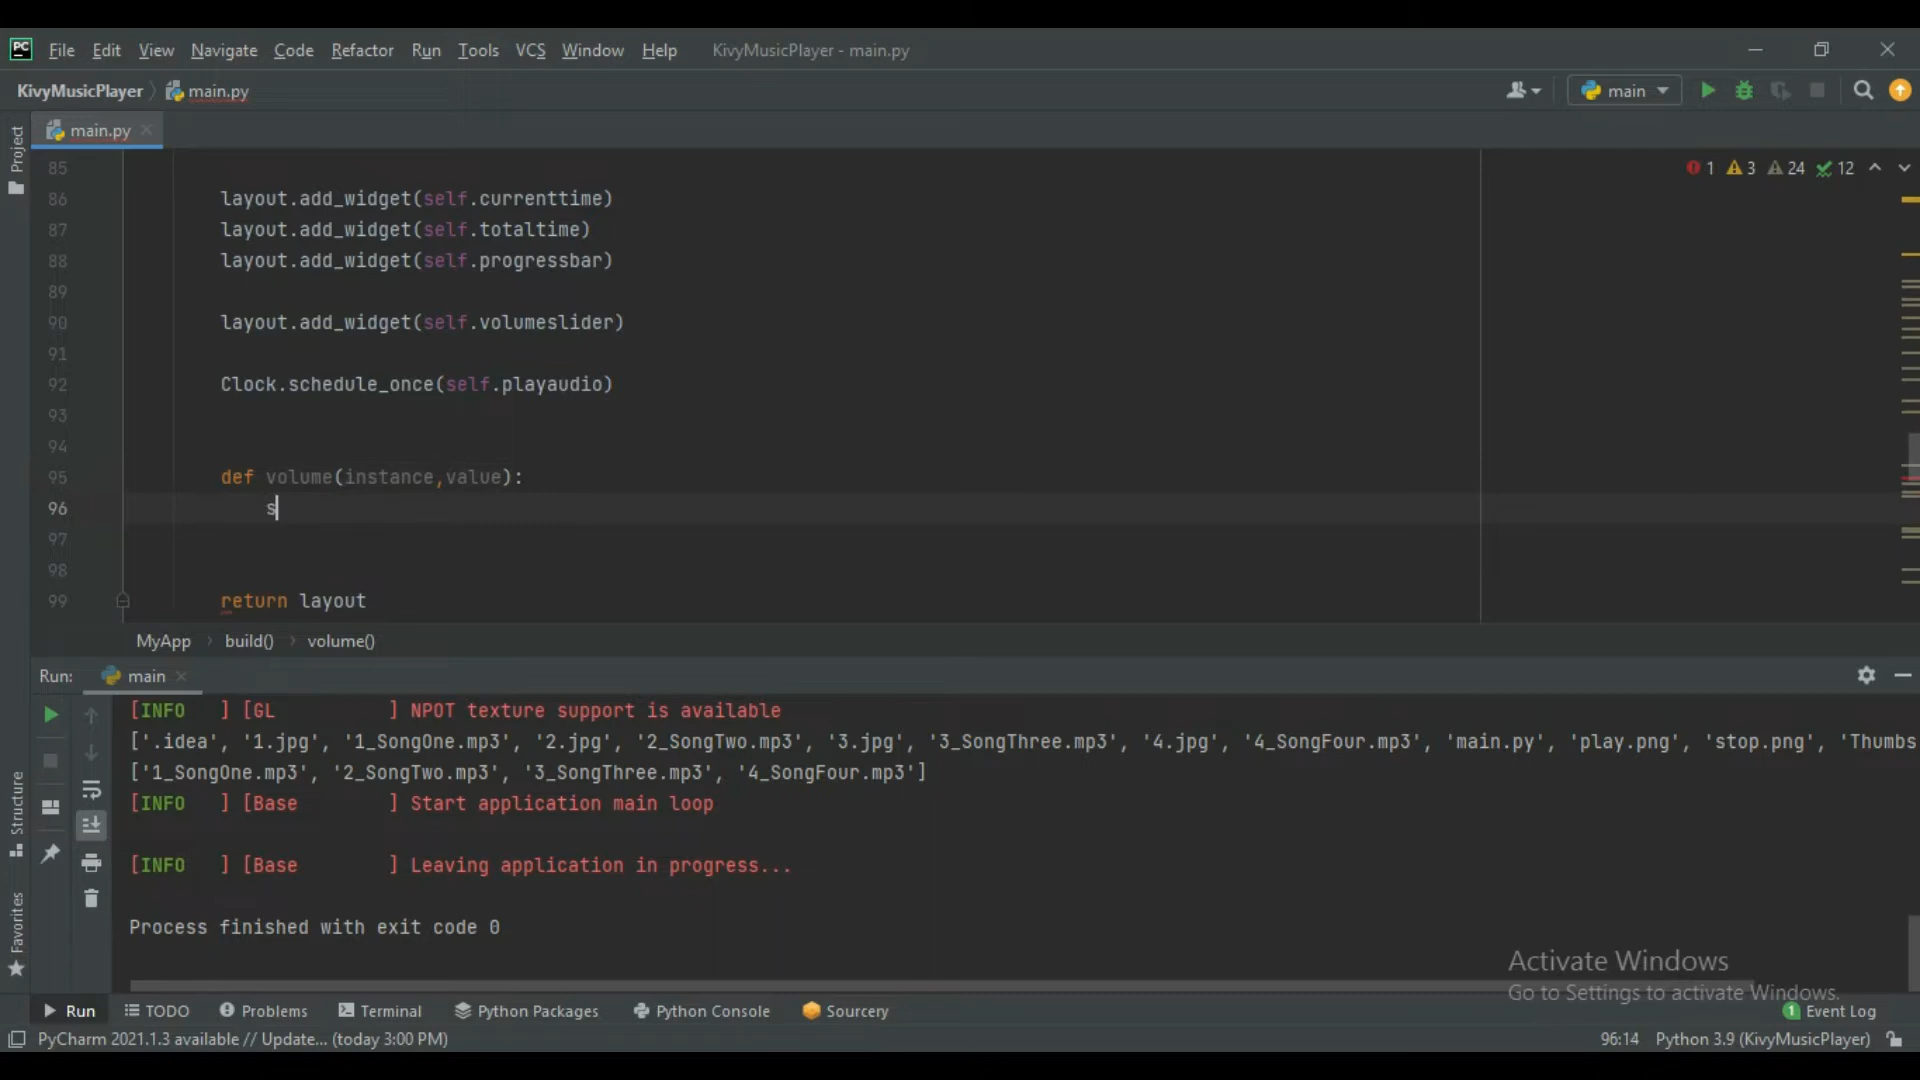 PC File Edit View Navigate Code Refactor Run Tools VCS Window Help KivyMusicPlayer - main.py
KivyMusicPlayer main.py main
main.py
Project
85 1 3 24 12
86 layout.add_widget(self.currenttime)
87 layout.add_widget(self.totaltime)
88 layout.add_widget(self.progressbar)
89
90 layout.add_widget(self.volumeslider)
91
92 Clock.schedule_once(self.playaudio)
93
94
95 def volume(instance,value):
96 s
97
98
99 return layout
MyApp build() volume()
Run: main
[INFO ] [GL ] NPOT texture support is available
['.idea', '1.jpg', '1_SongOne.mp3', '2.jpg', '2_SongTwo.mp3', '3.jpg', '3_SongThree.mp3', '4.jpg', '4_SongFour.mp3', 'main.py', 'play.png', 'stop.png', 'Thumbs
['1_SongOne.mp3', '2_SongTwo.mp3', '3_SongThree.mp3', '4_SongFour.mp3']
[INFO ] [Base ] Start application main loop
[INFO ] [Base ] Leaving application in progress...
Process finished with exit code 0
Structure
Favorites
Activate Windows
Go to Settings to activate Windows.
Run TODO Problems Terminal Python Packages Python Console Sourcery 1 Event Log
PyCharm 2021.1.3 available // Update... (today 3:00 PM) 96:14 Python 3.9 (KivyMusicPlayer)